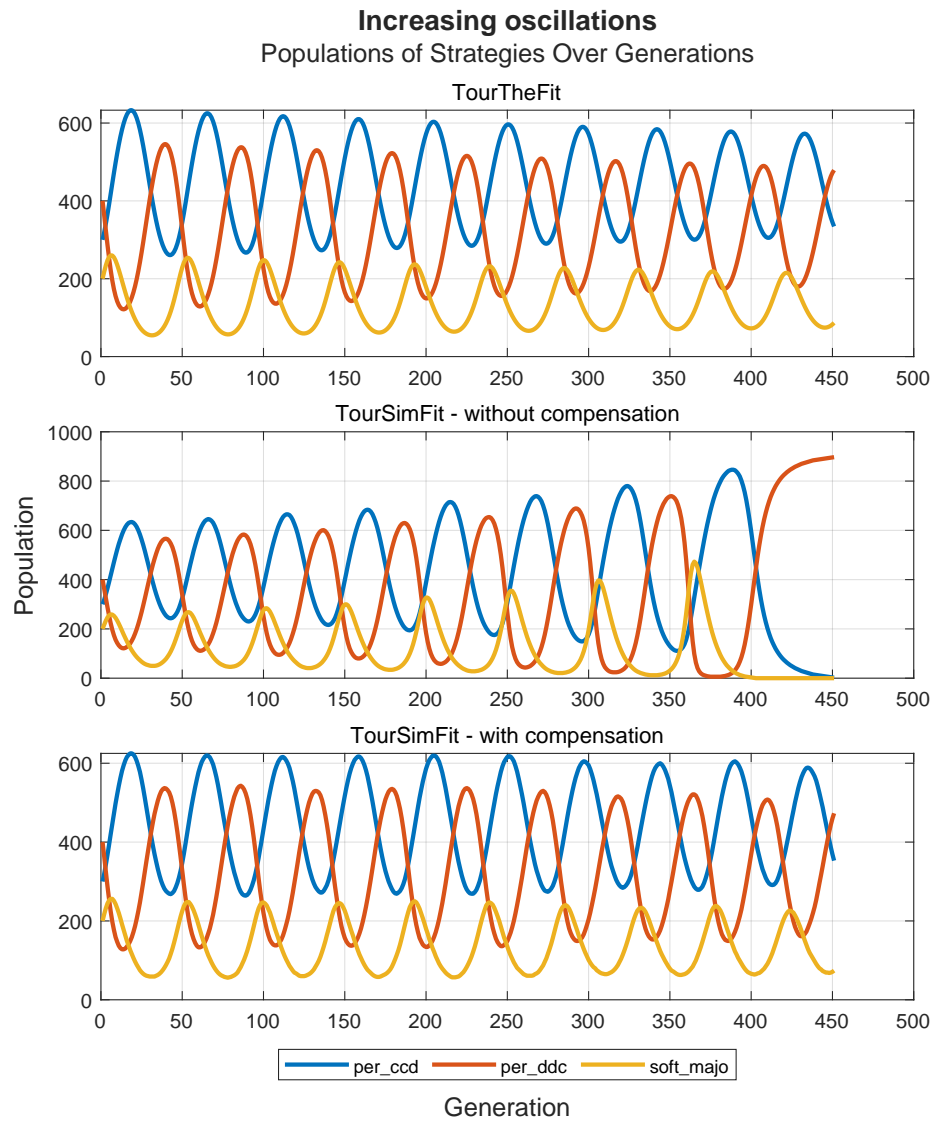 Increasing oscillations
Populations of Strategies Over Generations
TourTheFit
600
400
200
0
0 50 100 150 200 250 300 350 400 450 500
TourSimFit - without compensation
1000
800
600
400
200
0
0 50 100 150 200 250 300 350 400 450 500
Population
TourSimFit - with compensation
600
400
200
0
0 50 100 150 200 250 300 350 400 450 500
per_ccd per_ddc soft_majo
Generation